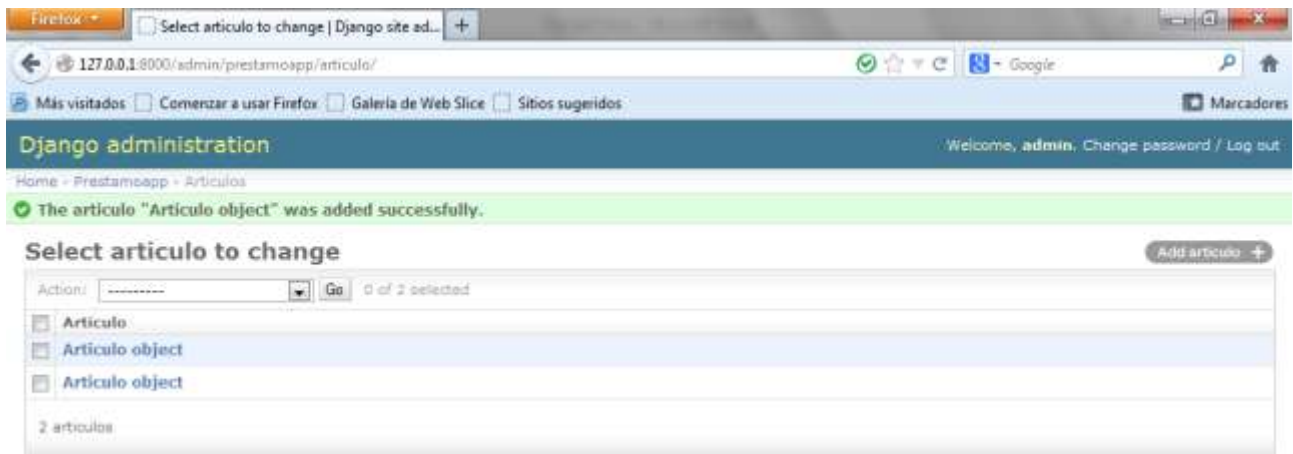 Firefox
Select articulo to change | Django site ad...
127.0.0.1:8000/admin/prestamoapp/articulo/
Google
Más visitados Comenzar a usar Firefox Galería de Web Slice Sitios sugeridos Marcadores
Django administration
Welcome, admin. Change password / Log out
Home › Prestamoapp › Articulos
The articulo "Articulo object" was added successfully.
Select articulo to change
Add articulo +
Action: --------- Go 0 of 2 selected
Articulo
Articulo object
Articulo object
2 articulos